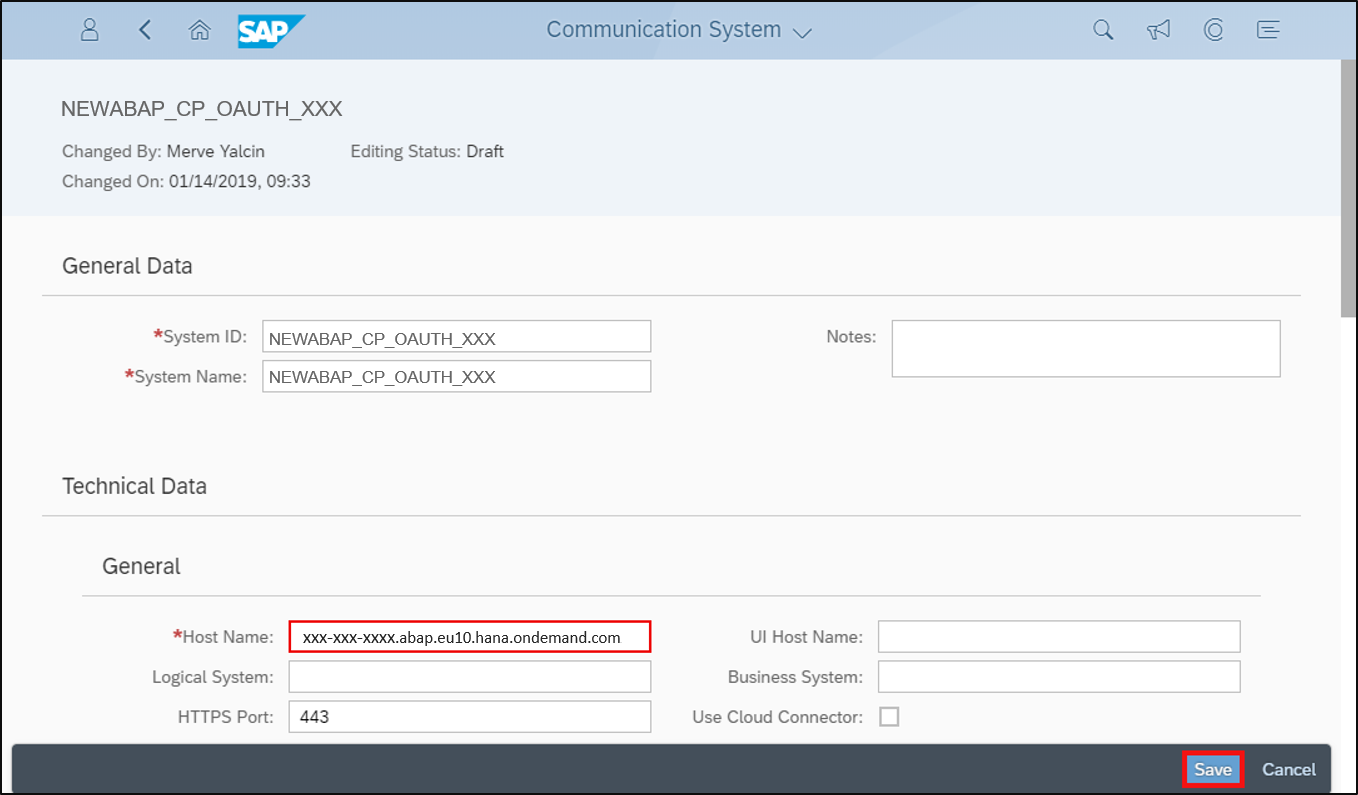 SAP Communication System
NEWABAP_CP_OAUTH_XXX
Changed By: Merve Yalcin Editing Status: Draft
Changed On: 01/14/2019, 09:33
General Data
*System ID: NEWABAP_CP_OAUTH_XXX Notes:
*System Name: NEWABAP_CP_OAUTH_XXX
Technical Data
General
*Host Name: xxx-xxx-xxxx.abap.eu10.hana.ondemand.com UI Host Name:
Logical System: Business System:
HTTPS Port: 443 Use Cloud Connector:
Save Cancel